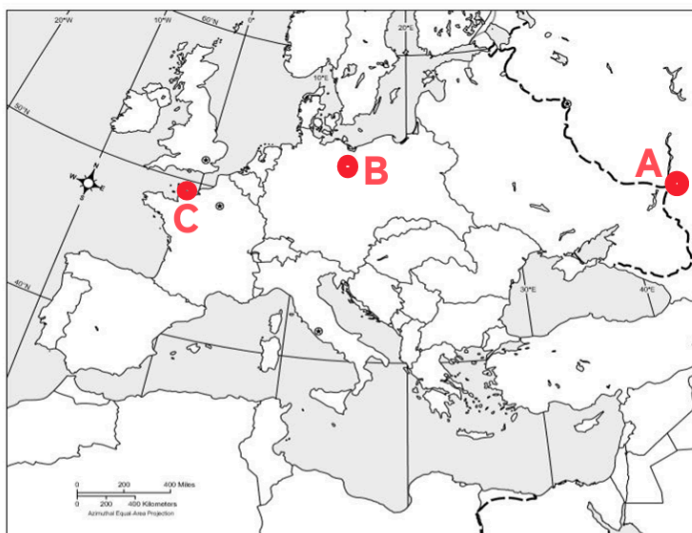 20°W
10°W
60°N
0°
20°E
10°E
50°N
N
W
E
S
A
B
C
40°N
30°E
40°E
0 200 400 Miles
0 200 400 Kilometers
Azimuthal Equal-Area Projection